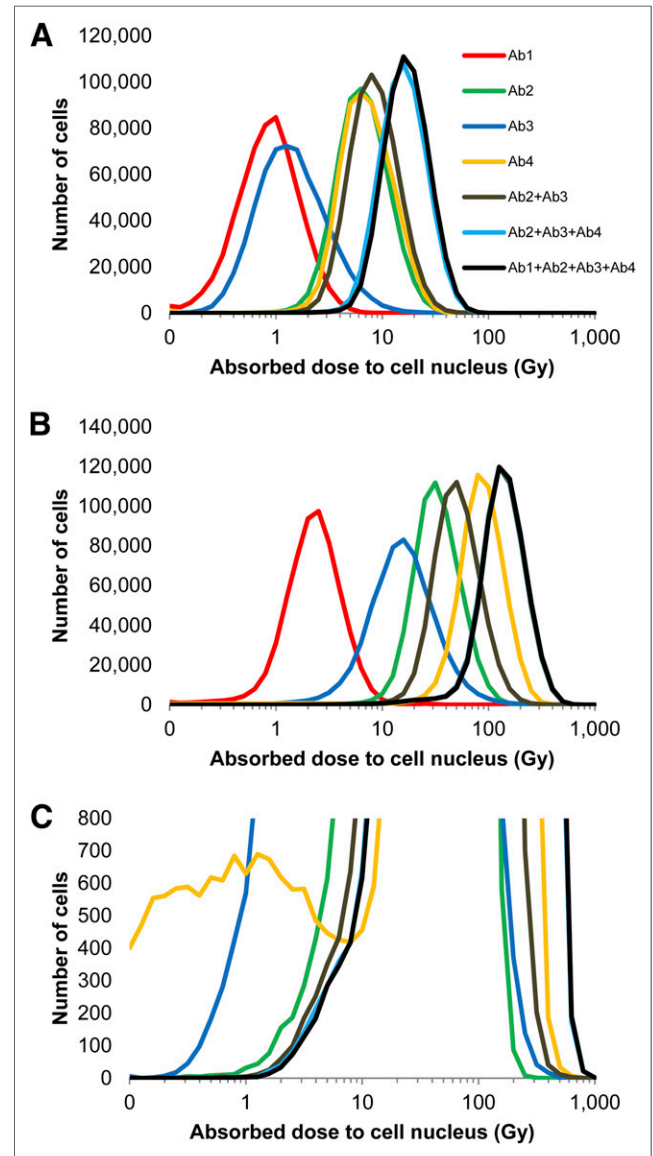 A
120,000
100,000
80,000
60,000
40,000
20,000
0
Number of cells
0 1 10 100 1,000
Absorbed dose to cell nucleus (Gy)
Ab1
Ab2
Ab3
Ab4
Ab2+Ab3
Ab2+Ab3+Ab4
Ab1+Ab2+Ab3+Ab4
B
140,000
120,000
100,000
80,000
60,000
40,000
20,000
0
Number of cells
0 1 10 100 1,000
Absorbed dose to cell nucleus (Gy)
C
800
700
600
500
400
300
200
100
0
Number of cells
0 1 10 100 1,000
Absorbed dose to cell nucleus (Gy)